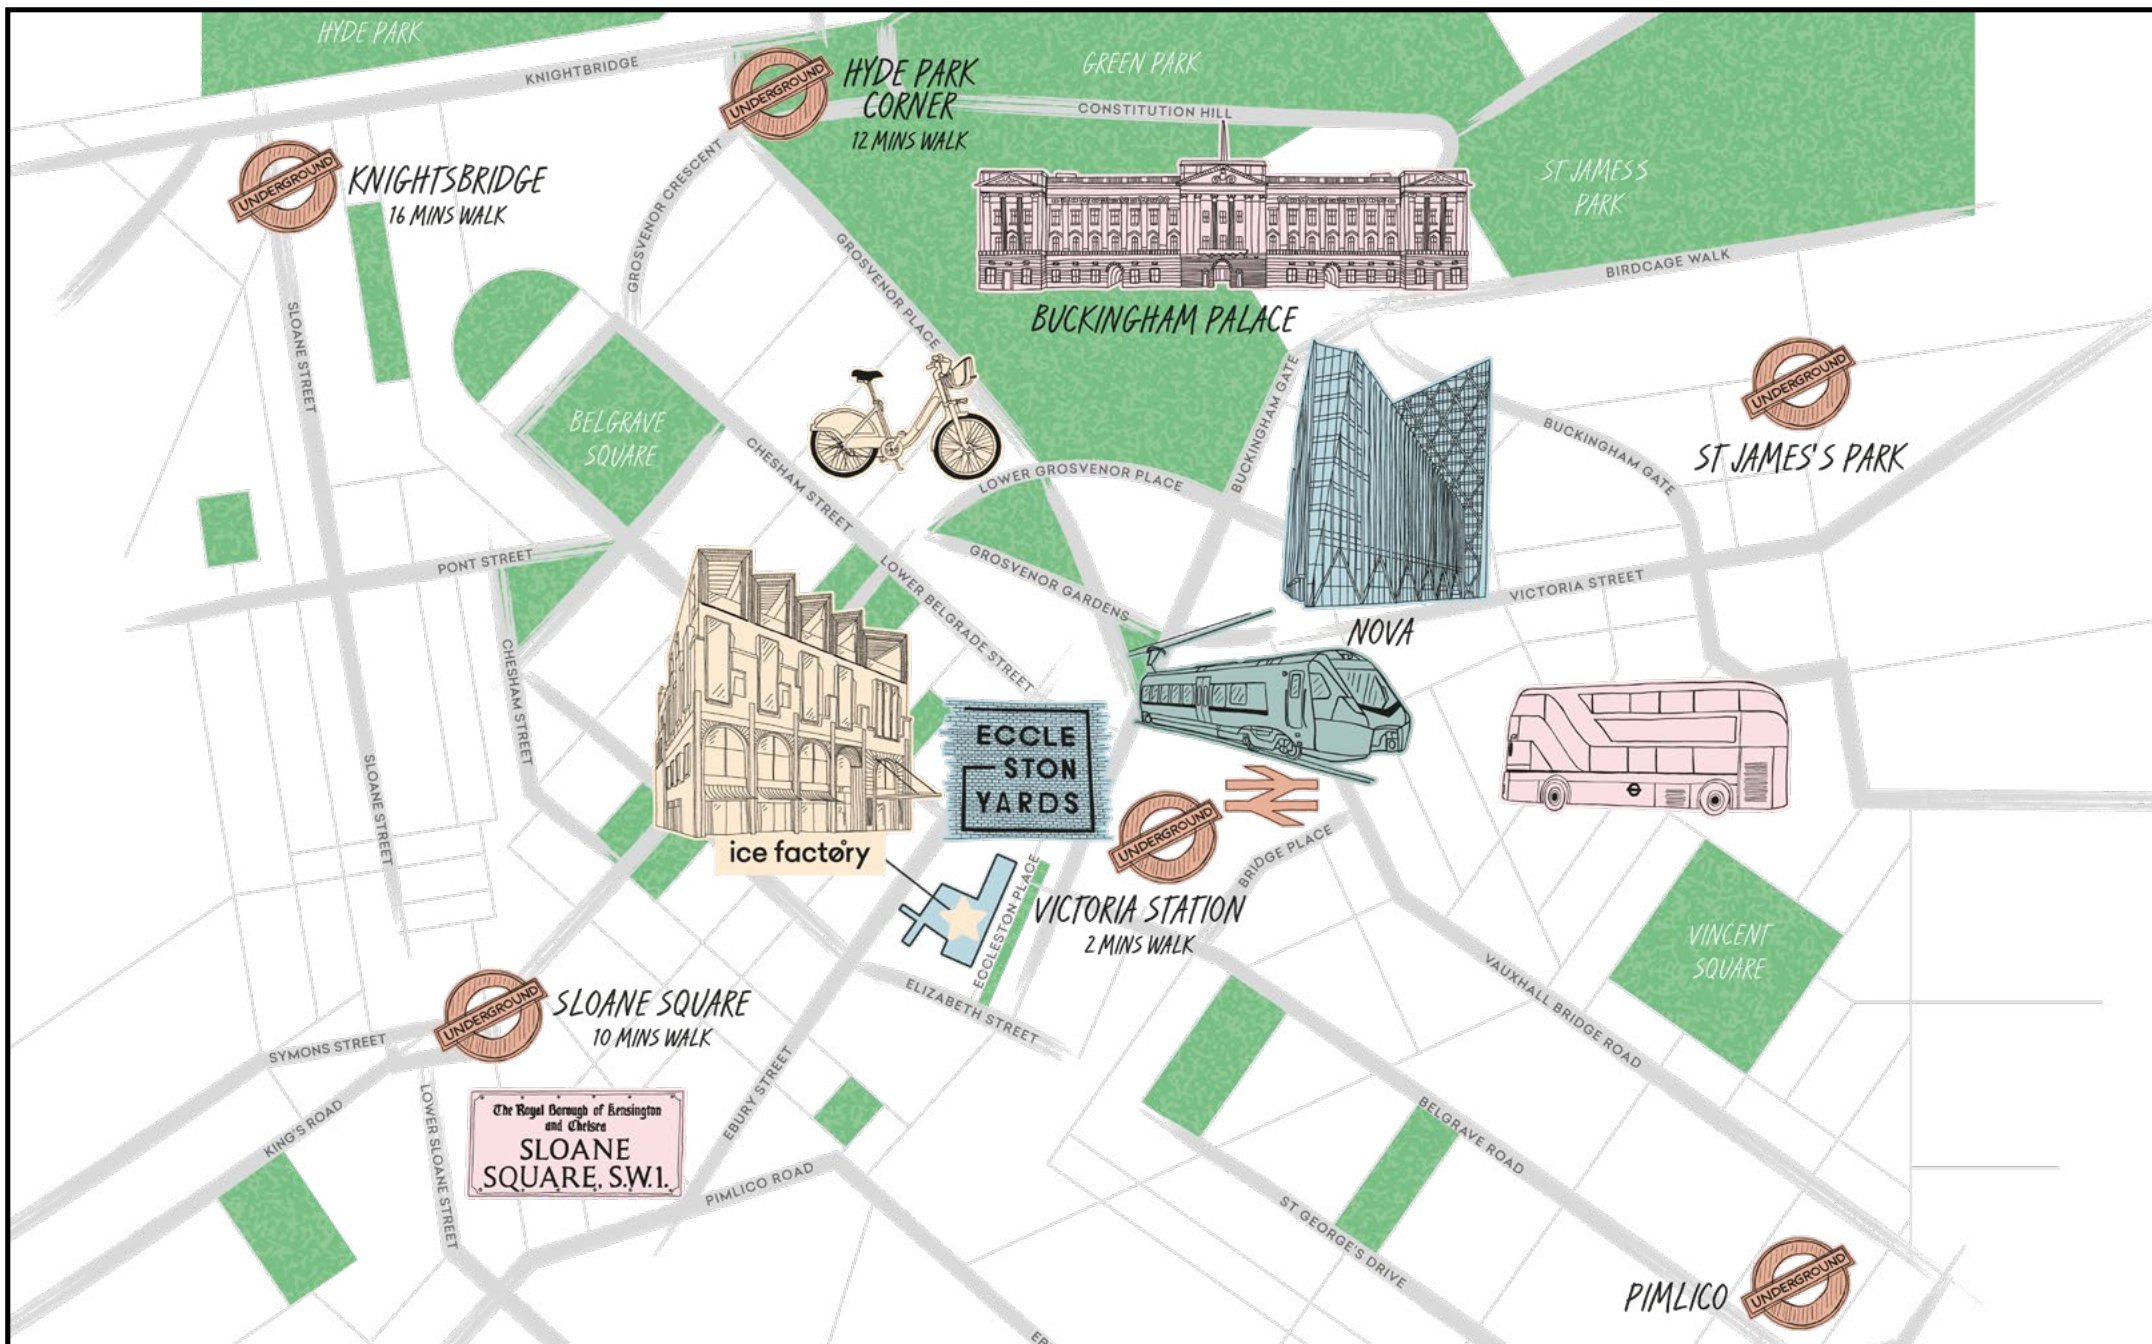 HYDE PARK
KNIGHTBRIDGE
UNDERGROUND
HYDE PARK
CORNER
12 MINS WALK
GREEN PARK
CONSTITUTION HILL
UNDERGROUND
KNIGHTSBRIDGE
16 MINS WALK
GROSVENOR CRESCENT
GROSVENOR PLACE
ST JAMES'S
PARK
BIRDCAGE WALK
BUCKINGHAM PALACE
SLOANE STREET
BELGRAVE
SQUARE
CHESHAM STREET
LOWER GROSVENOR PLACE
BUCKINGHAM GATE
BUCKINGHAM GATE
UNDERGROUND
ST JAMES'S PARK
PONT STREET
GROSVENOR GARDENS
LOWER BELGRADE STREET
VICTORIA STREET
NOVA
CHESHAM STREET
SLOANE STREET
ECCLE
STON
YARDS
ice factøry
UNDERGROUND
BRIDGE PLACE
ECCLESTON PLACE
VICTORIA STATION
2 MINS WALK
VINCENT
SQUARE
VAUXHALL BRIDGE ROAD
ELIZABETH STREET
UNDERGROUND
SLOANE SQUARE
10 MINS WALK
SYMONS STREET
KING'S ROAD
LOWER SLOANE STREET
The Royal Borough of Kensington
and Chelsea
SLOANE
SQUARE, S.W.1.
EBURY STREET
PIMLICO ROAD
BELGRAVE ROAD
ST GEORGE'S DRIVE
PIMLICO
UNDERGROUND